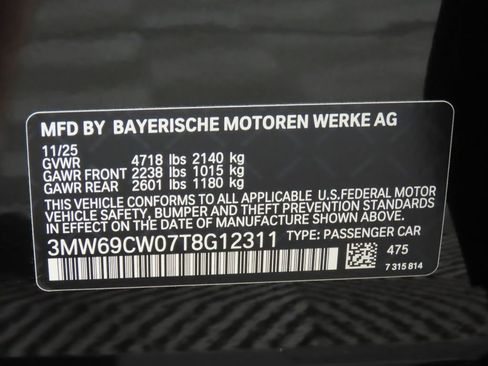 MFD BY BAYERISCHE MOTOREN WERKE AG
11/25
GVWR 4718 lbs 2140 kg
GAWR FRONT 2238 lbs 1015 kg
GAWR REAR 2601 lbs 1180 kg
THIS VEHICLE CONFORMS TO ALL APPLICABLE U.S.FEDERAL MOTOR
VEHICLE SAFETY, BUMPER AND THEFT PREVENTION STANDARDS
IN EFFECT ON THE DATE OF MANUFACTURE SHOWN ABOVE.
3MW69CW07T8G12311 TYPE: PASSENGER CAR
475
7 315 814